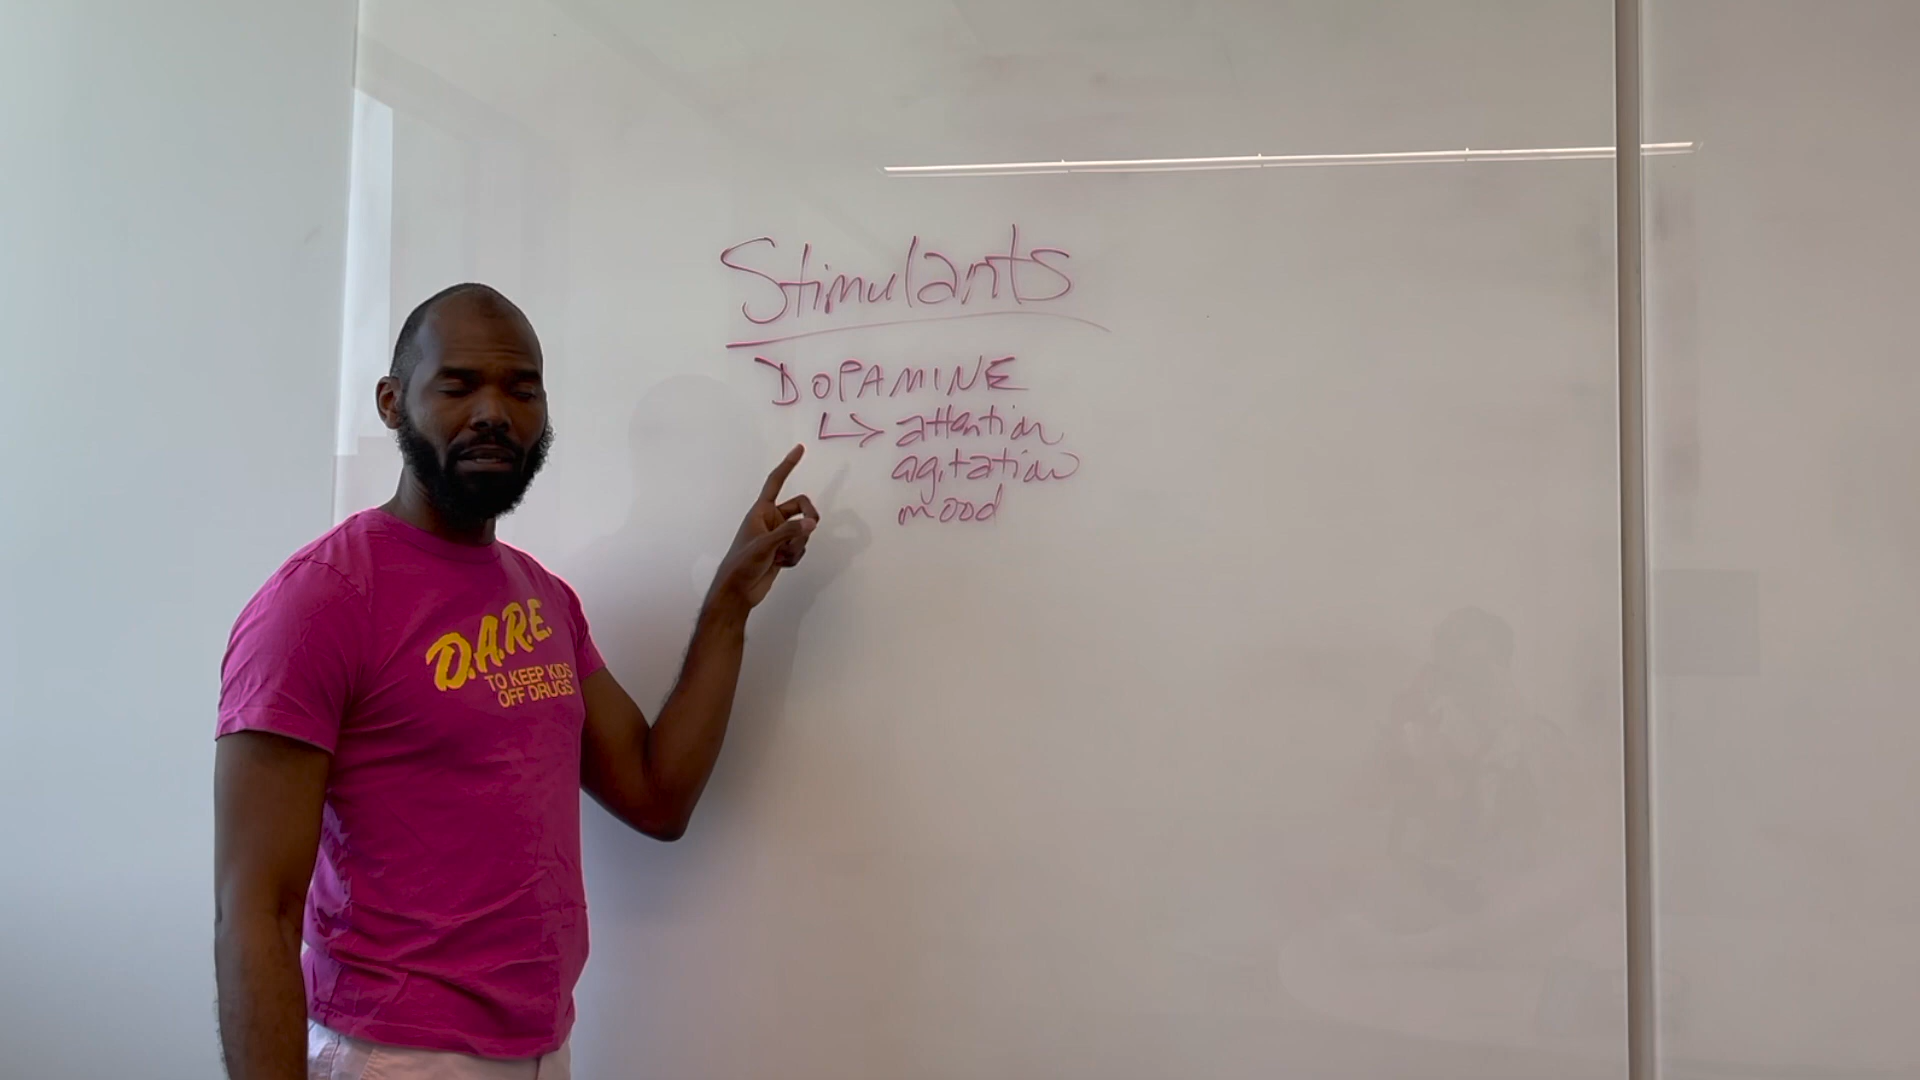 Stimulants
DOPAMINE
↳ attention
agitation
mood
D.A.R.E.
TO KEEP KIDS
OFF DRUGS